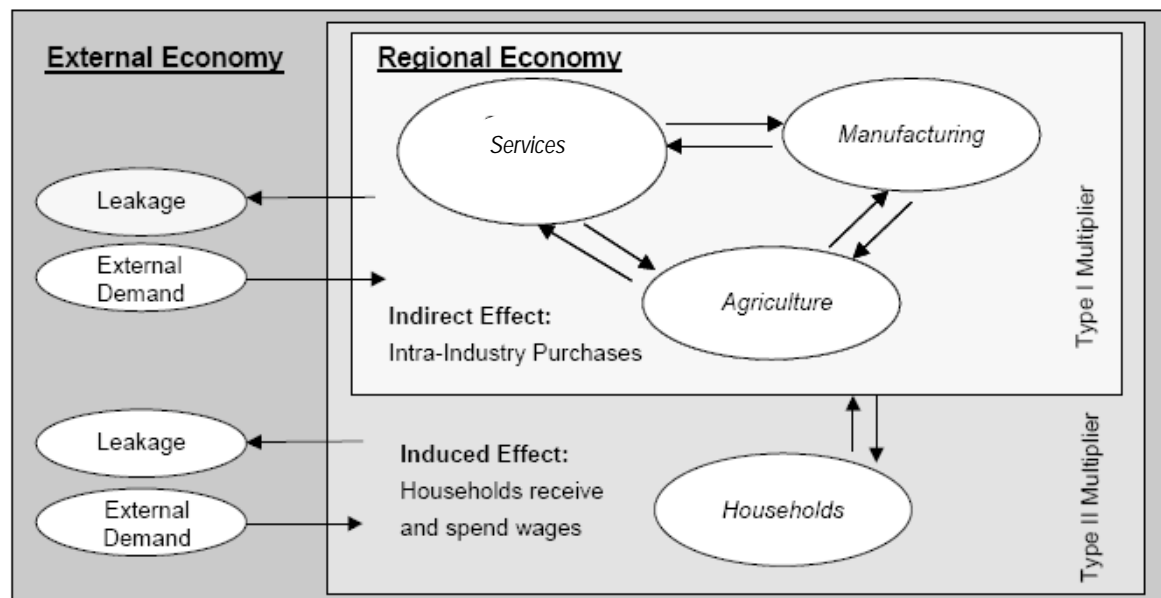 External Economy
Regional Economy
Services
Manufacturing
Leakage
External
Demand
Agriculture
Indirect Effect:
Intra-Industry Purchases
Type I Multiplier
Leakage
External
Demand
Induced Effect:
Households receive
and spend wages
Households
Type II Multiplier